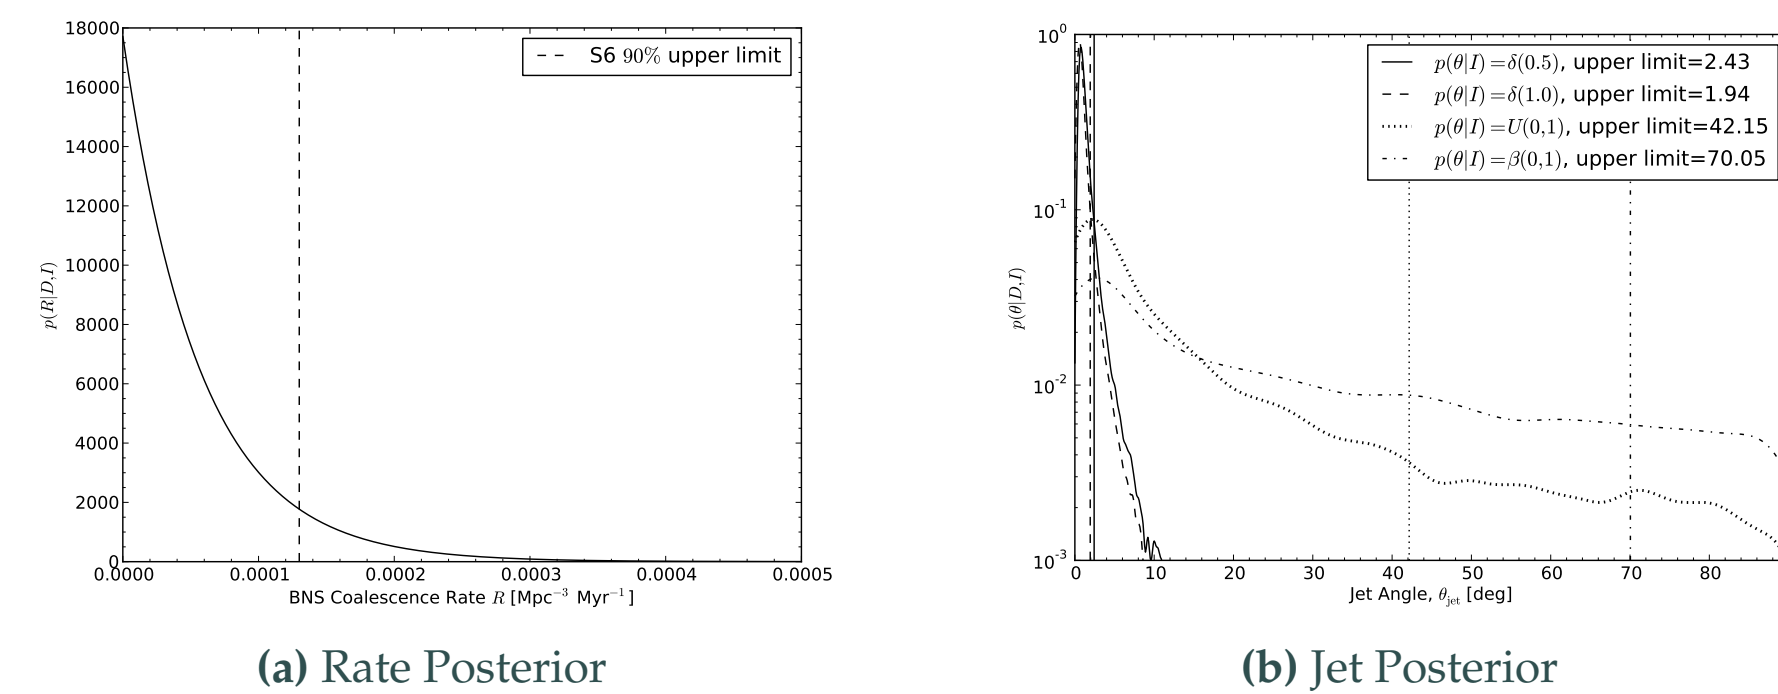 18000
16000
14000
12000
10000
8000
6000
4000
2000
0
0.0000 0.0001 0.0002 0.0003 0.0004 0.0005
p(R|D,I)
BNS Coalescence Rate R [Mpc⁻³ Myr⁻¹]
S6 90% upper limit
(a) Rate Posterior
10⁰
10⁻¹
10⁻²
10⁻³
0 10 20 30 40 50 60 70 80
p(θ|D,I)
Jet Angle, θjet [deg]
p(θ|I)=δ(0.5), upper limit=2.43
p(θ|I)=δ(1.0), upper limit=1.94
p(θ|I)=U(0,1), upper limit=42.15
p(θ|I)=β(0,1), upper limit=70.05
(b) Jet Posterior